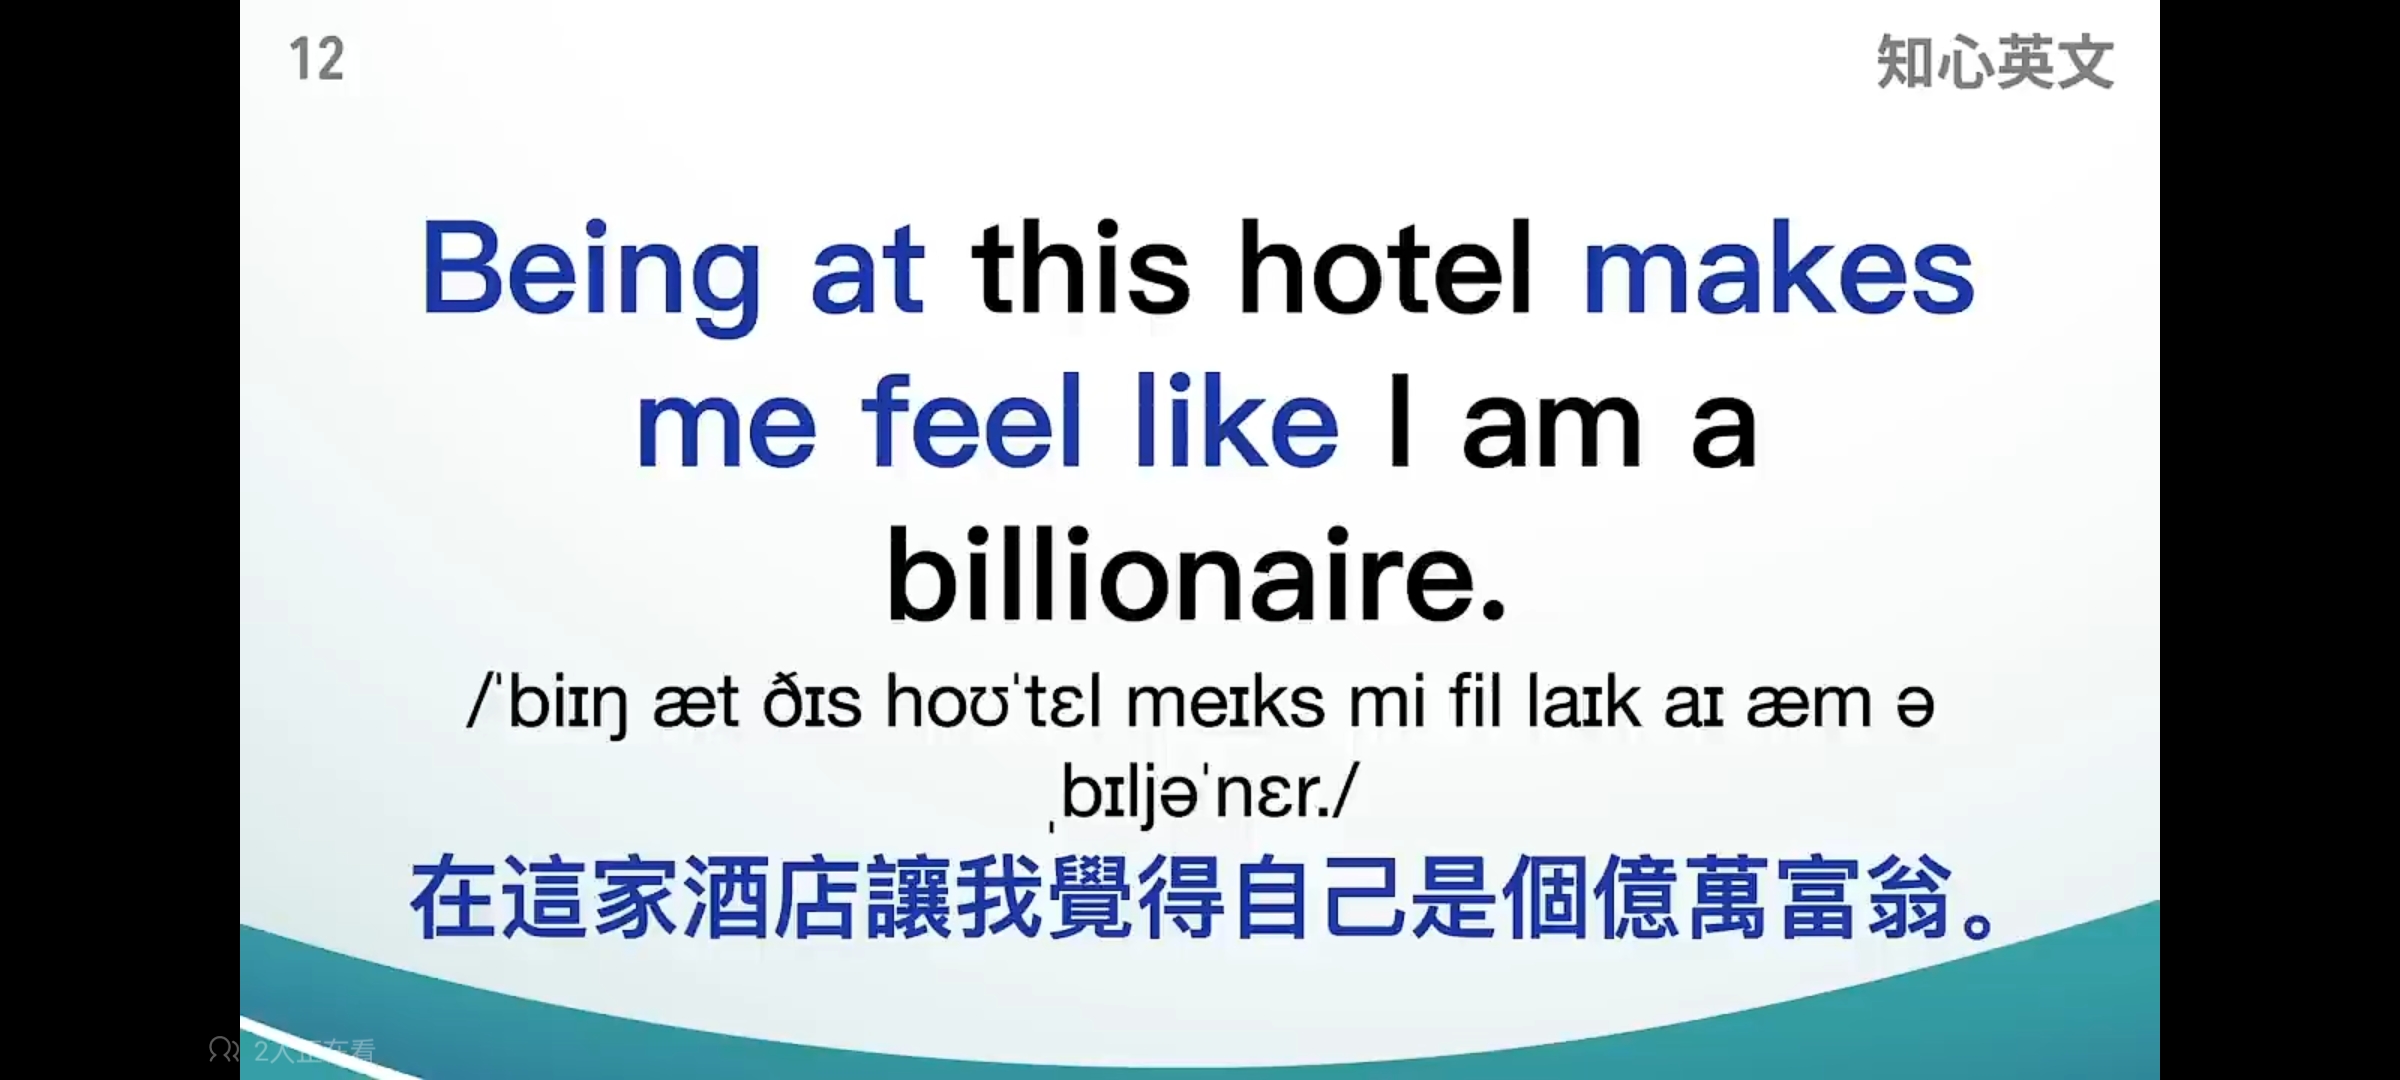 12
知心英文
Being at this hotel makes
me feel like I am a
billionaire.
/ˈbiɪŋ æt ðɪs hoʊˈtɛl meɪks mi fil laɪk aɪ æm ə
ˌbɪljəˈnɛr./
在這家酒店讓我覺得自己是個億萬富翁。
2人正在看